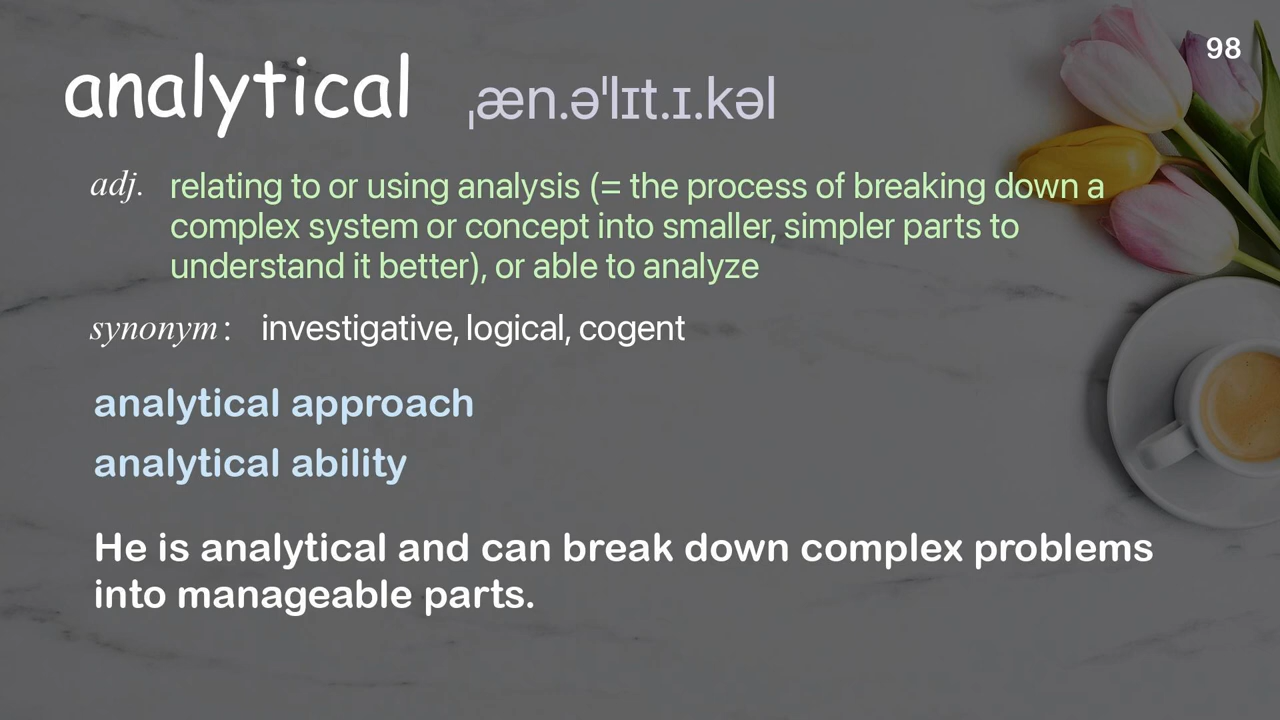 98
analytical ˌæn.əˈlɪt.ɪ.kəl
adj. relating to or using analysis (= the process of breaking down a
complex system or concept into smaller, simpler parts to
understand it better), or able to analyze
synonym: investigative, logical, cogent
analytical approach
analytical ability
He is analytical and can break down complex problems
into manageable parts.